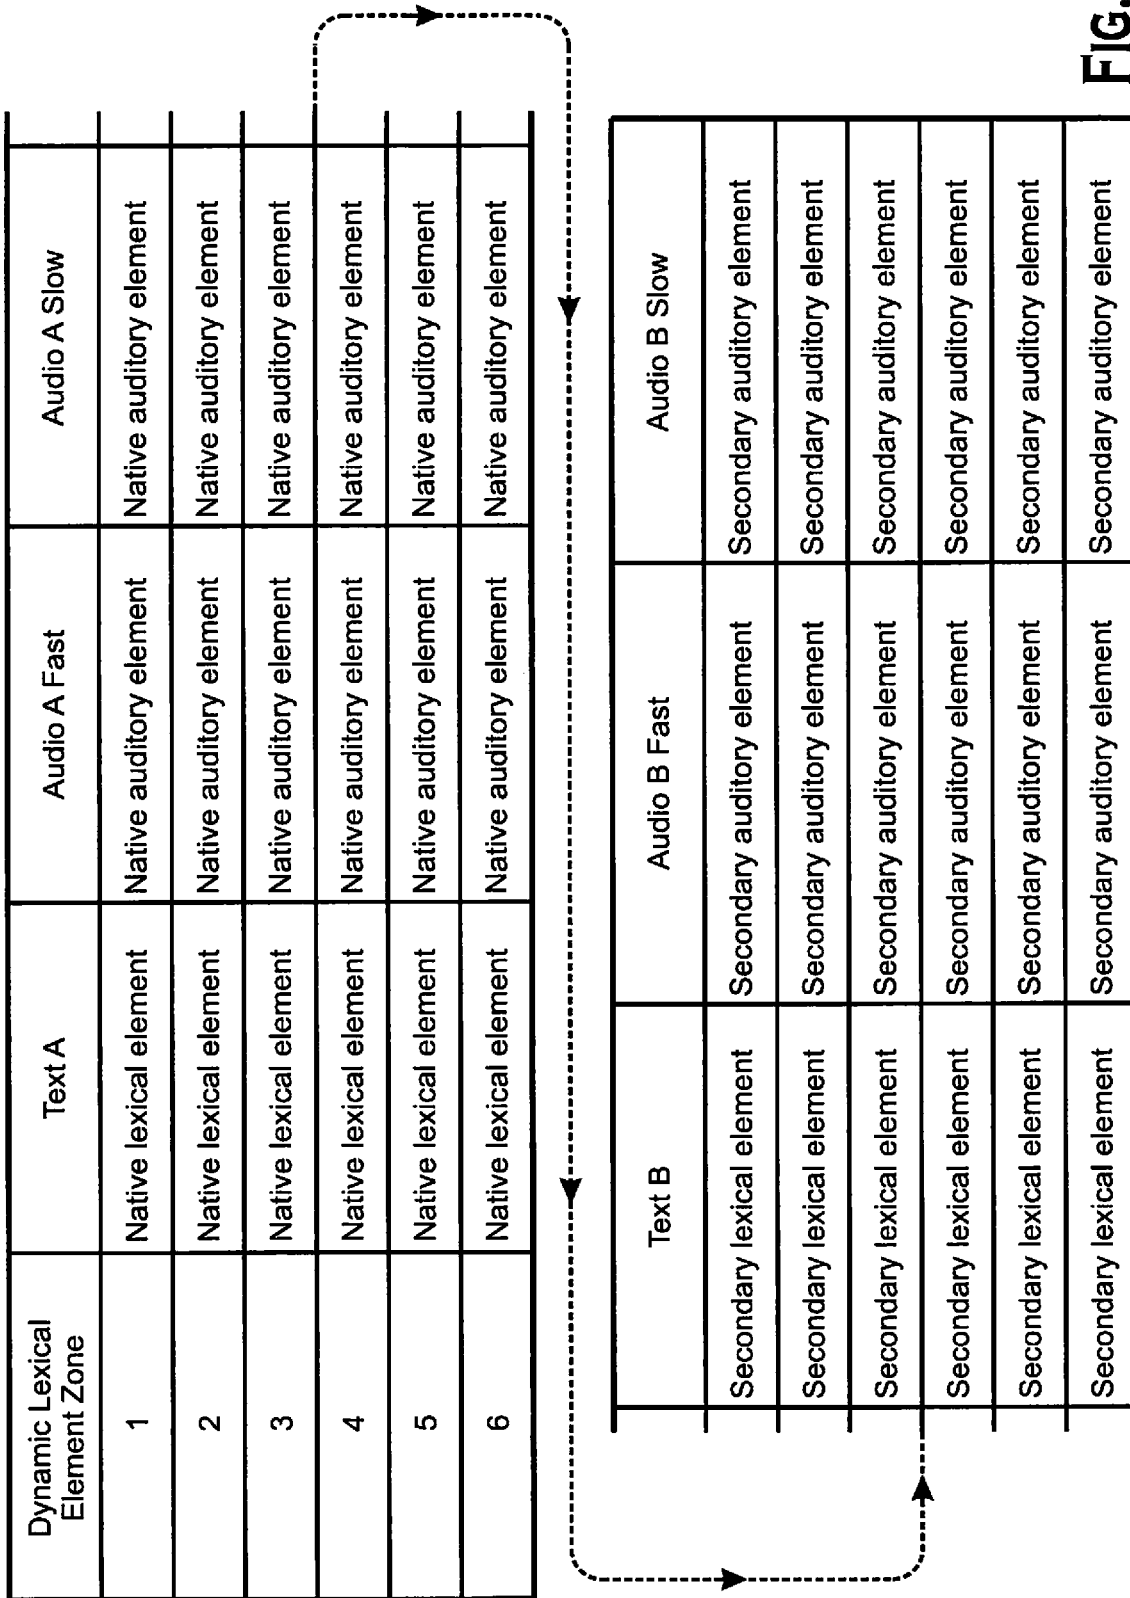 Dynamic Lexical
Element Zone
Text A
Audio A Fast
Audio A Slow
1
Native lexical element
Native auditory element
Native auditory element
2
Native lexical element
Native auditory element
Native auditory element
3
Native lexical element
Native auditory element
Native auditory element
4
Native lexical element
Native auditory element
Native auditory element
5
Native lexical element
Native auditory element
Native auditory element
6
Native lexical element
Native auditory element
Native auditory element
Text B
Audio B Fast
Audio B Slow
Secondary lexical element
Secondary auditory element
Secondary auditory element
Secondary lexical element
Secondary auditory element
Secondary auditory element
Secondary lexical element
Secondary auditory element
Secondary auditory element
Secondary lexical element
Secondary auditory element
Secondary auditory element
Secondary lexical element
Secondary auditory element
Secondary auditory element
Secondary lexical element
Secondary auditory element
Secondary auditory element
FIG.